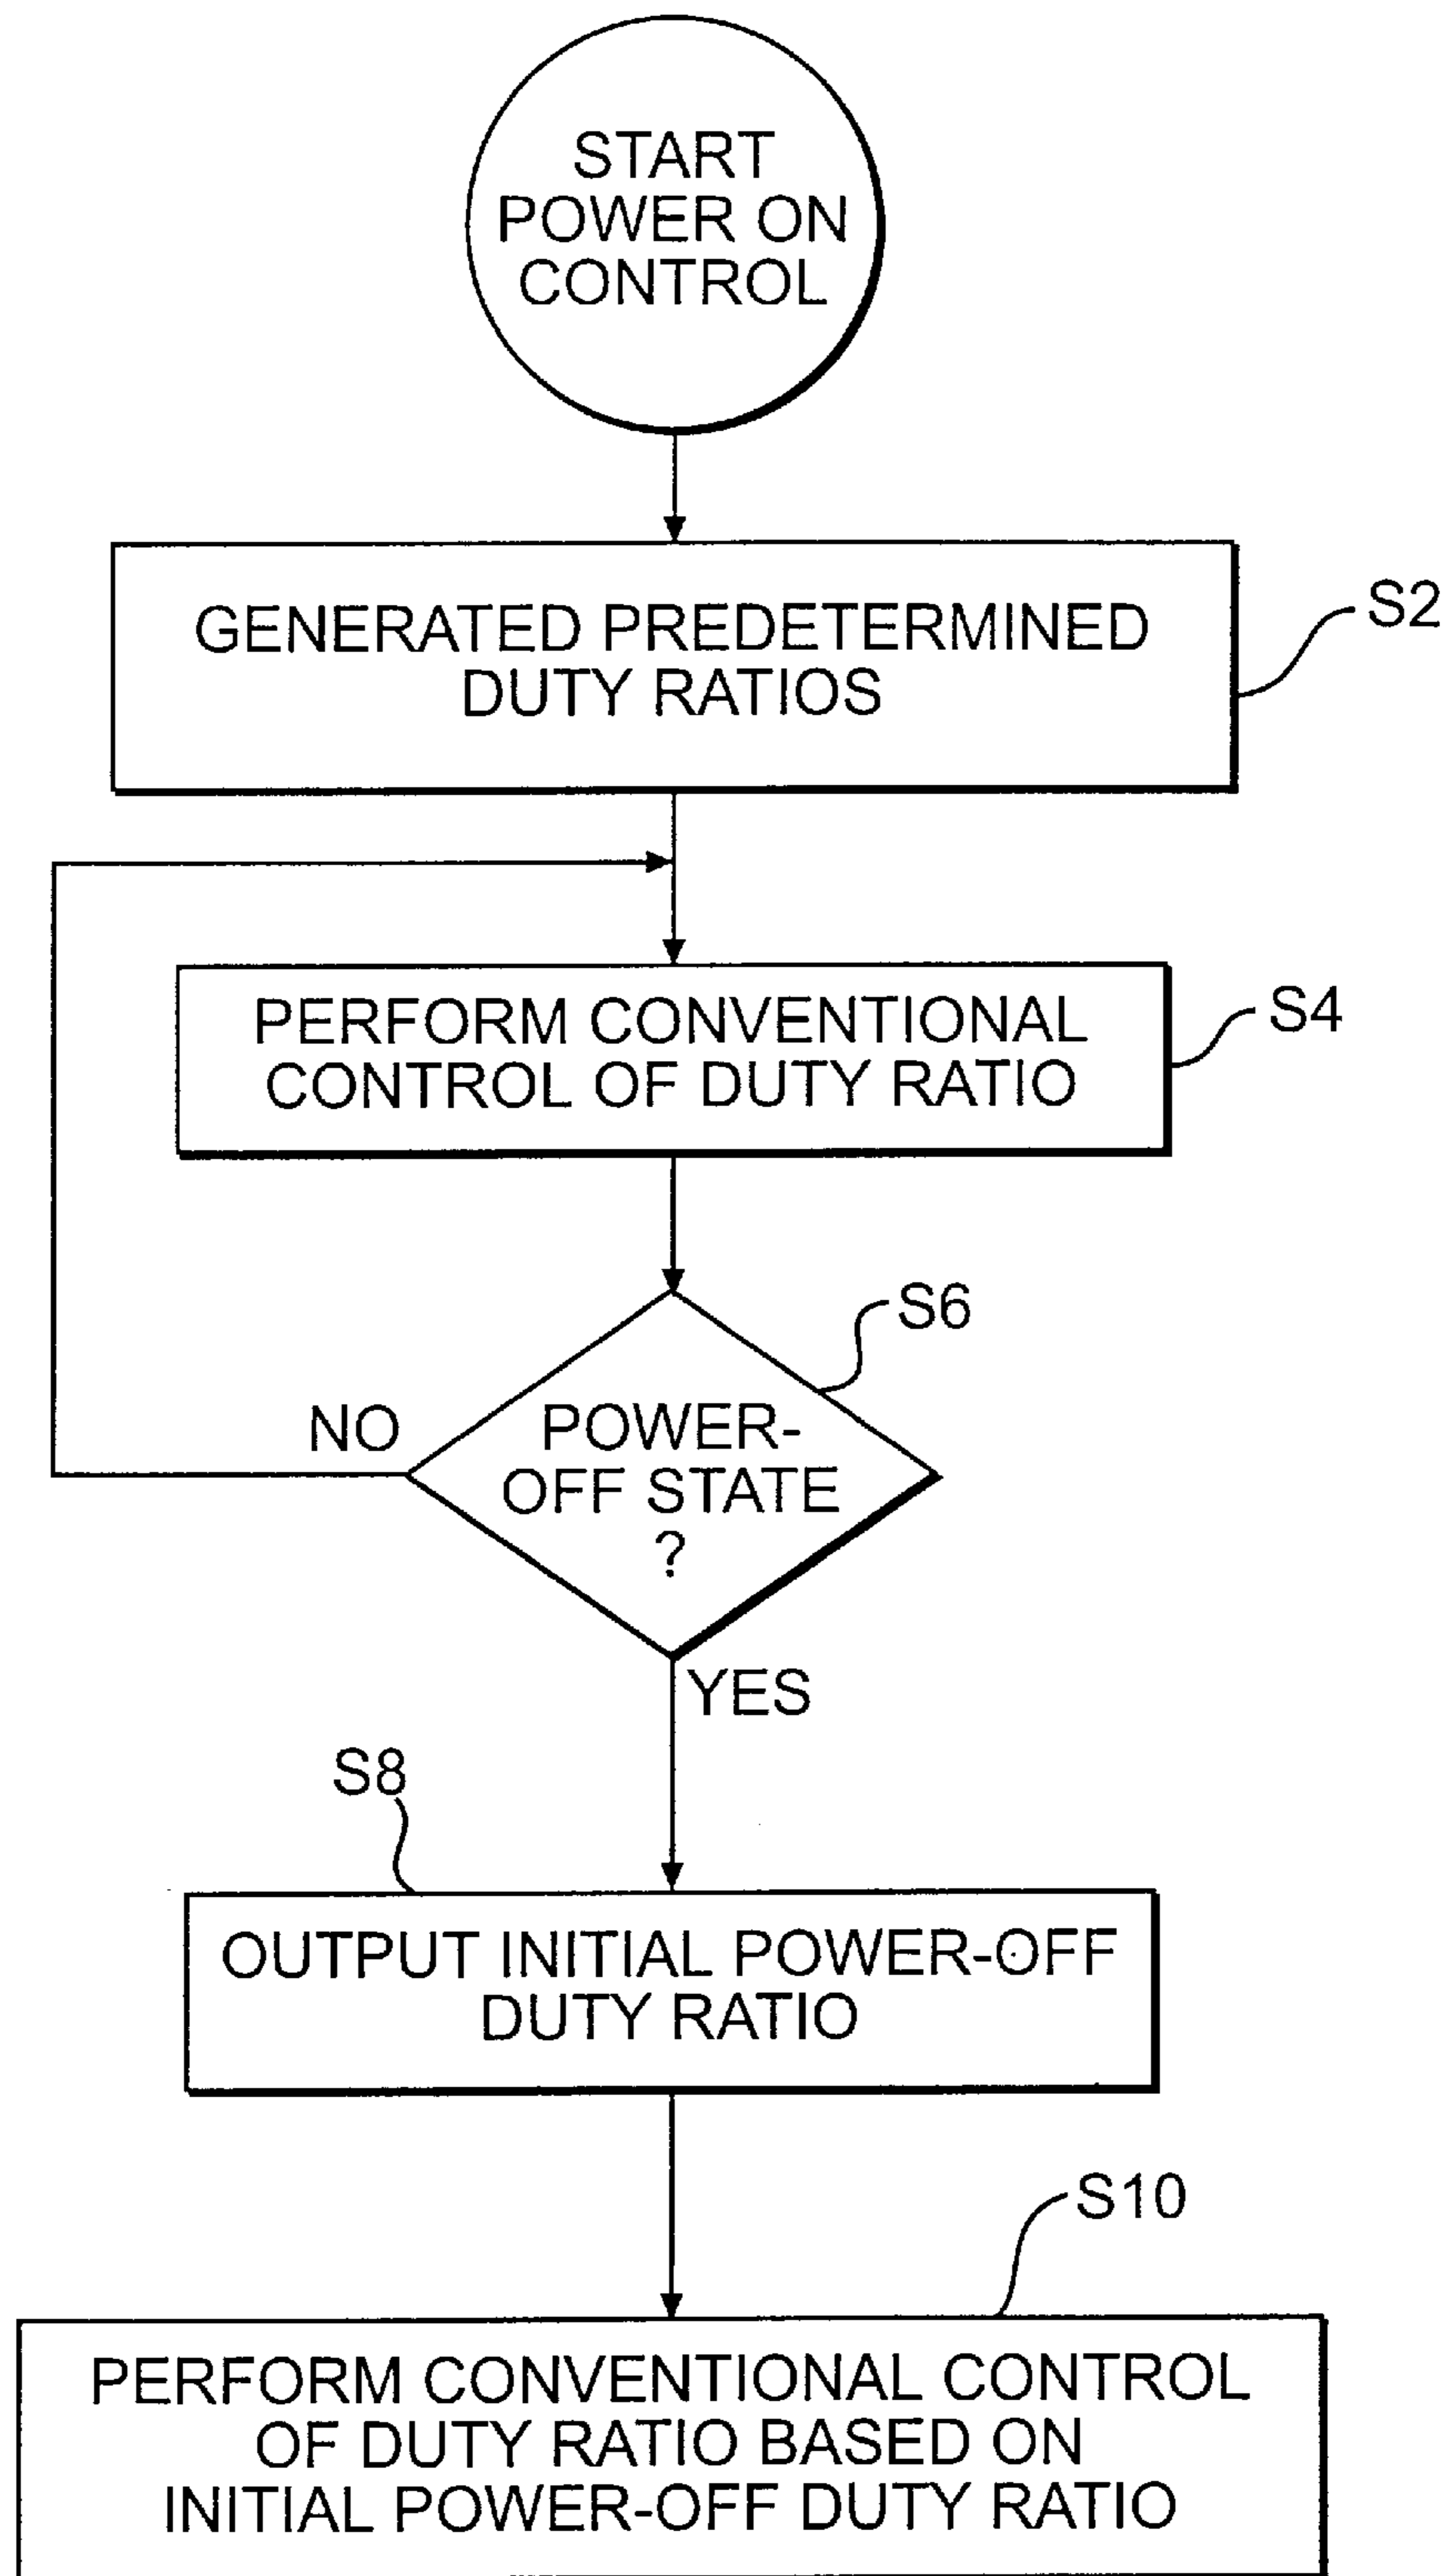 START
POWER ON
CONTROL
GENERATED PREDETERMINED
DUTY RATIOS
S2
PERFORM CONVENTIONAL
CONTROL OF DUTY RATIO
S4
S6
NO
POWER-
OFF STATE
?
YES
S8
OUTPUT INITIAL POWER-OFF
DUTY RATIO
S10
PERFORM CONVENTIONAL CONTROL
OF DUTY RATIO BASED ON
INITIAL POWER-OFF DUTY RATIO